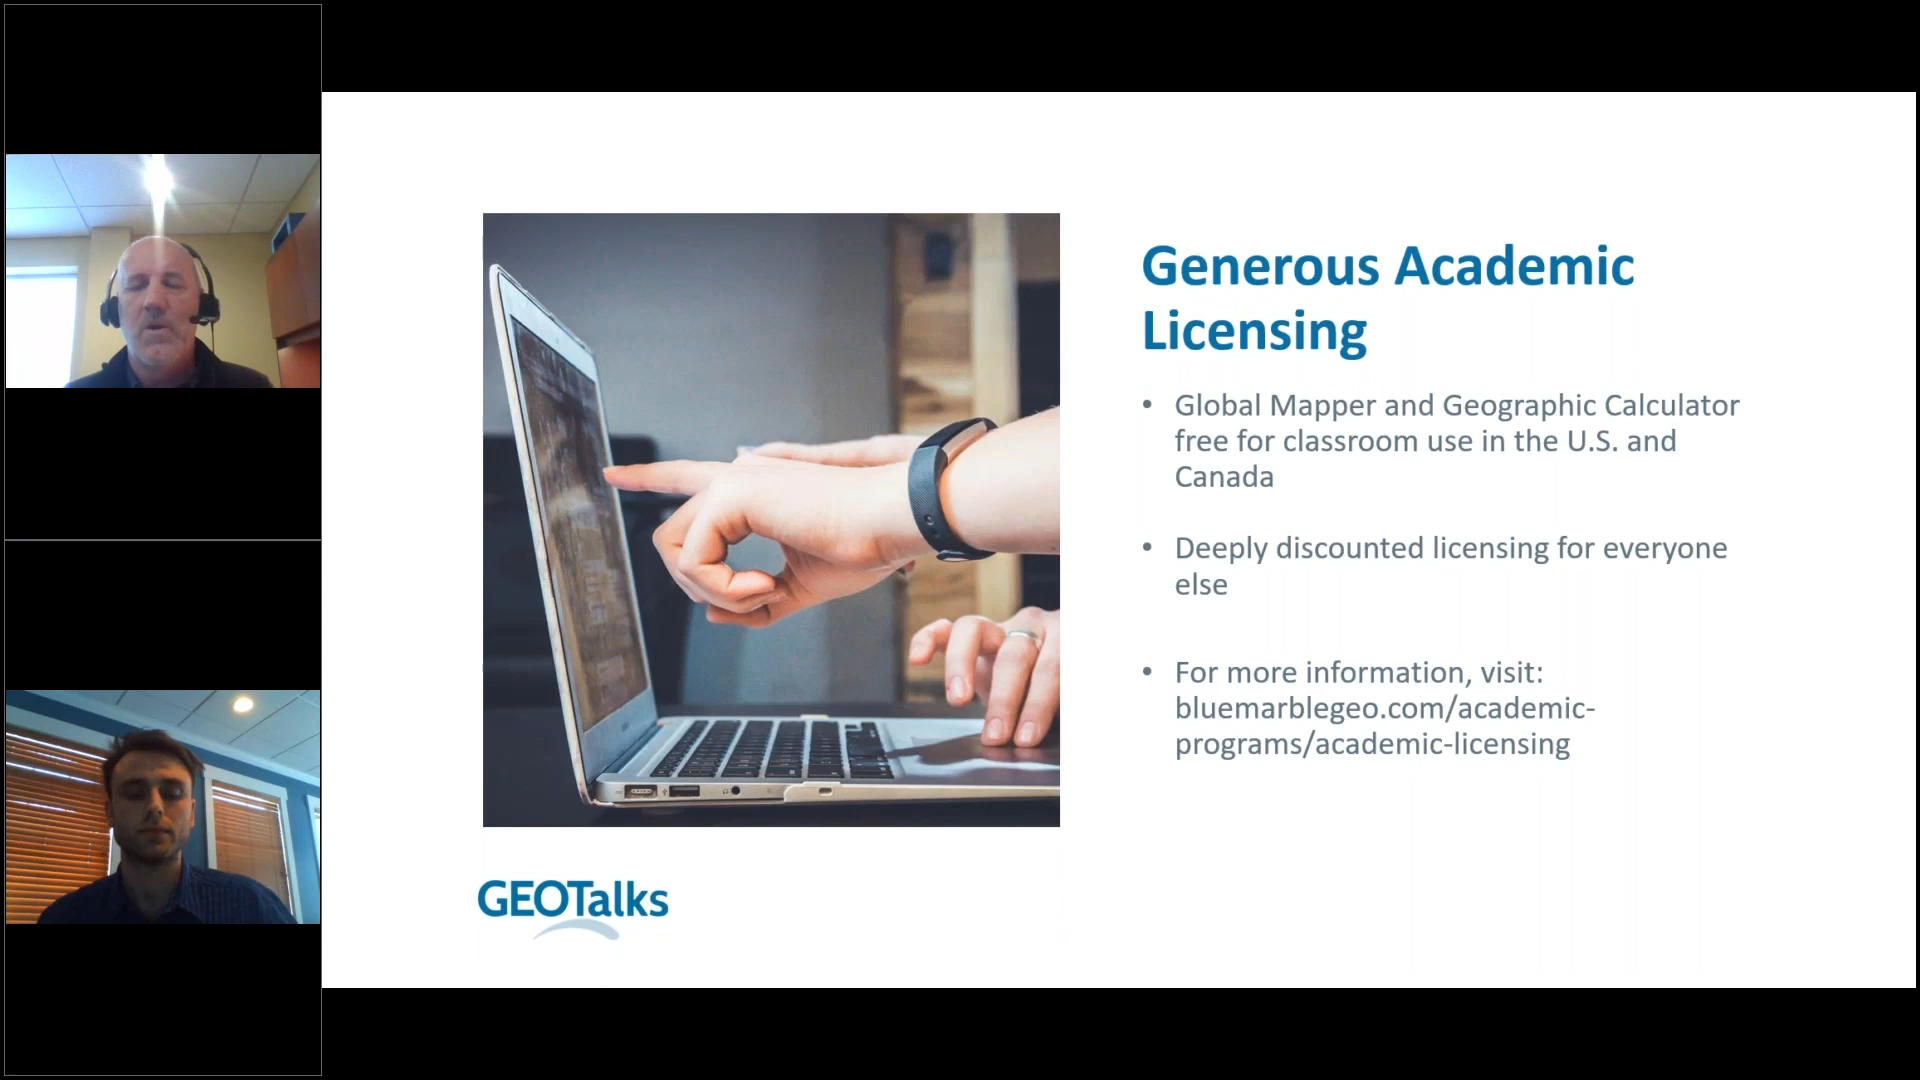 Generous Academic
Licensing
• Global Mapper and Geographic Calculator
free for classroom use in the U.S. and
Canada
• Deeply discounted licensing for everyone
else
• For more information, visit:
bluemarblegeo.com/academic-
programs/academic-licensing
GEOTalks